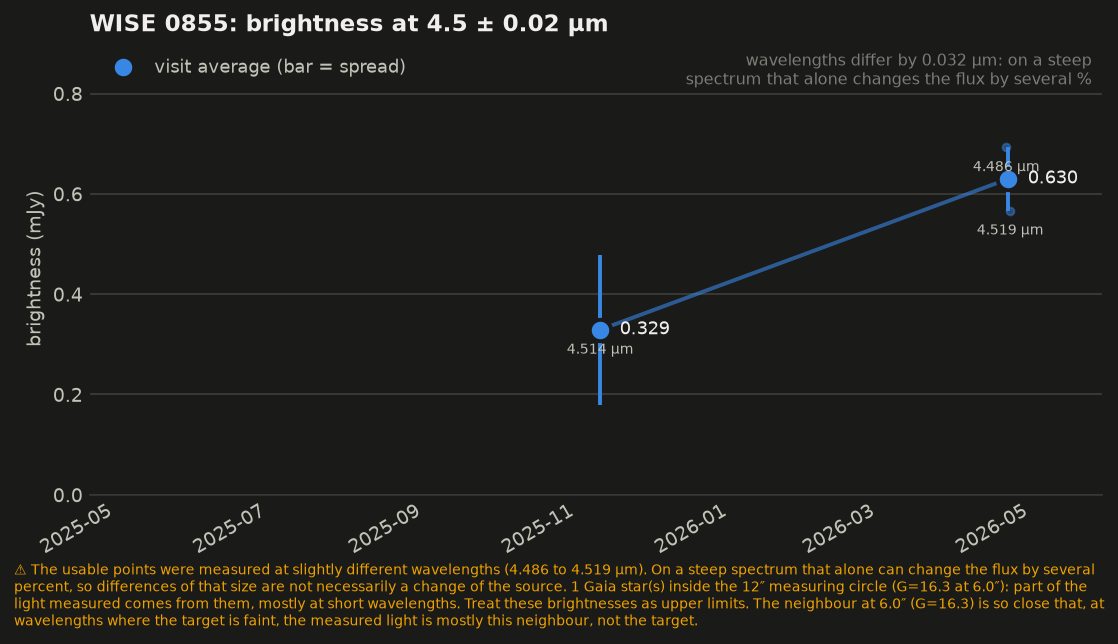 WISE 0855: brightness at 4.5 ± 0.02 µm
visit average (bar = spread)
wavelengths differ by 0.032 µm: on a steep
spectrum that alone changes the flux by several %
brightness (mJy)
0.8
0.6
0.4
0.2
0.0
4.486 µm
0.630
4.519 µm
0.329
4.514 µm
2025-05
2025-07
2025-09
2025-11
2026-01
2026-03
2026-05
⚠ The usable points were measured at slightly different wavelengths (4.486 to 4.519 µm). On a steep spectrum that alone can change the flux by several
percent, so differences of that size are not necessarily a change of the source. 1 Gaia star(s) inside the 12″ measuring circle (G=16.3 at 6.0″): part of the
light measured comes from them, mostly at short wavelengths. Treat these brightnesses as upper limits. The neighbour at 6.0″ (G=16.3) is so close that, at
wavelengths where the target is faint, the measured light is mostly this neighbour, not the target.